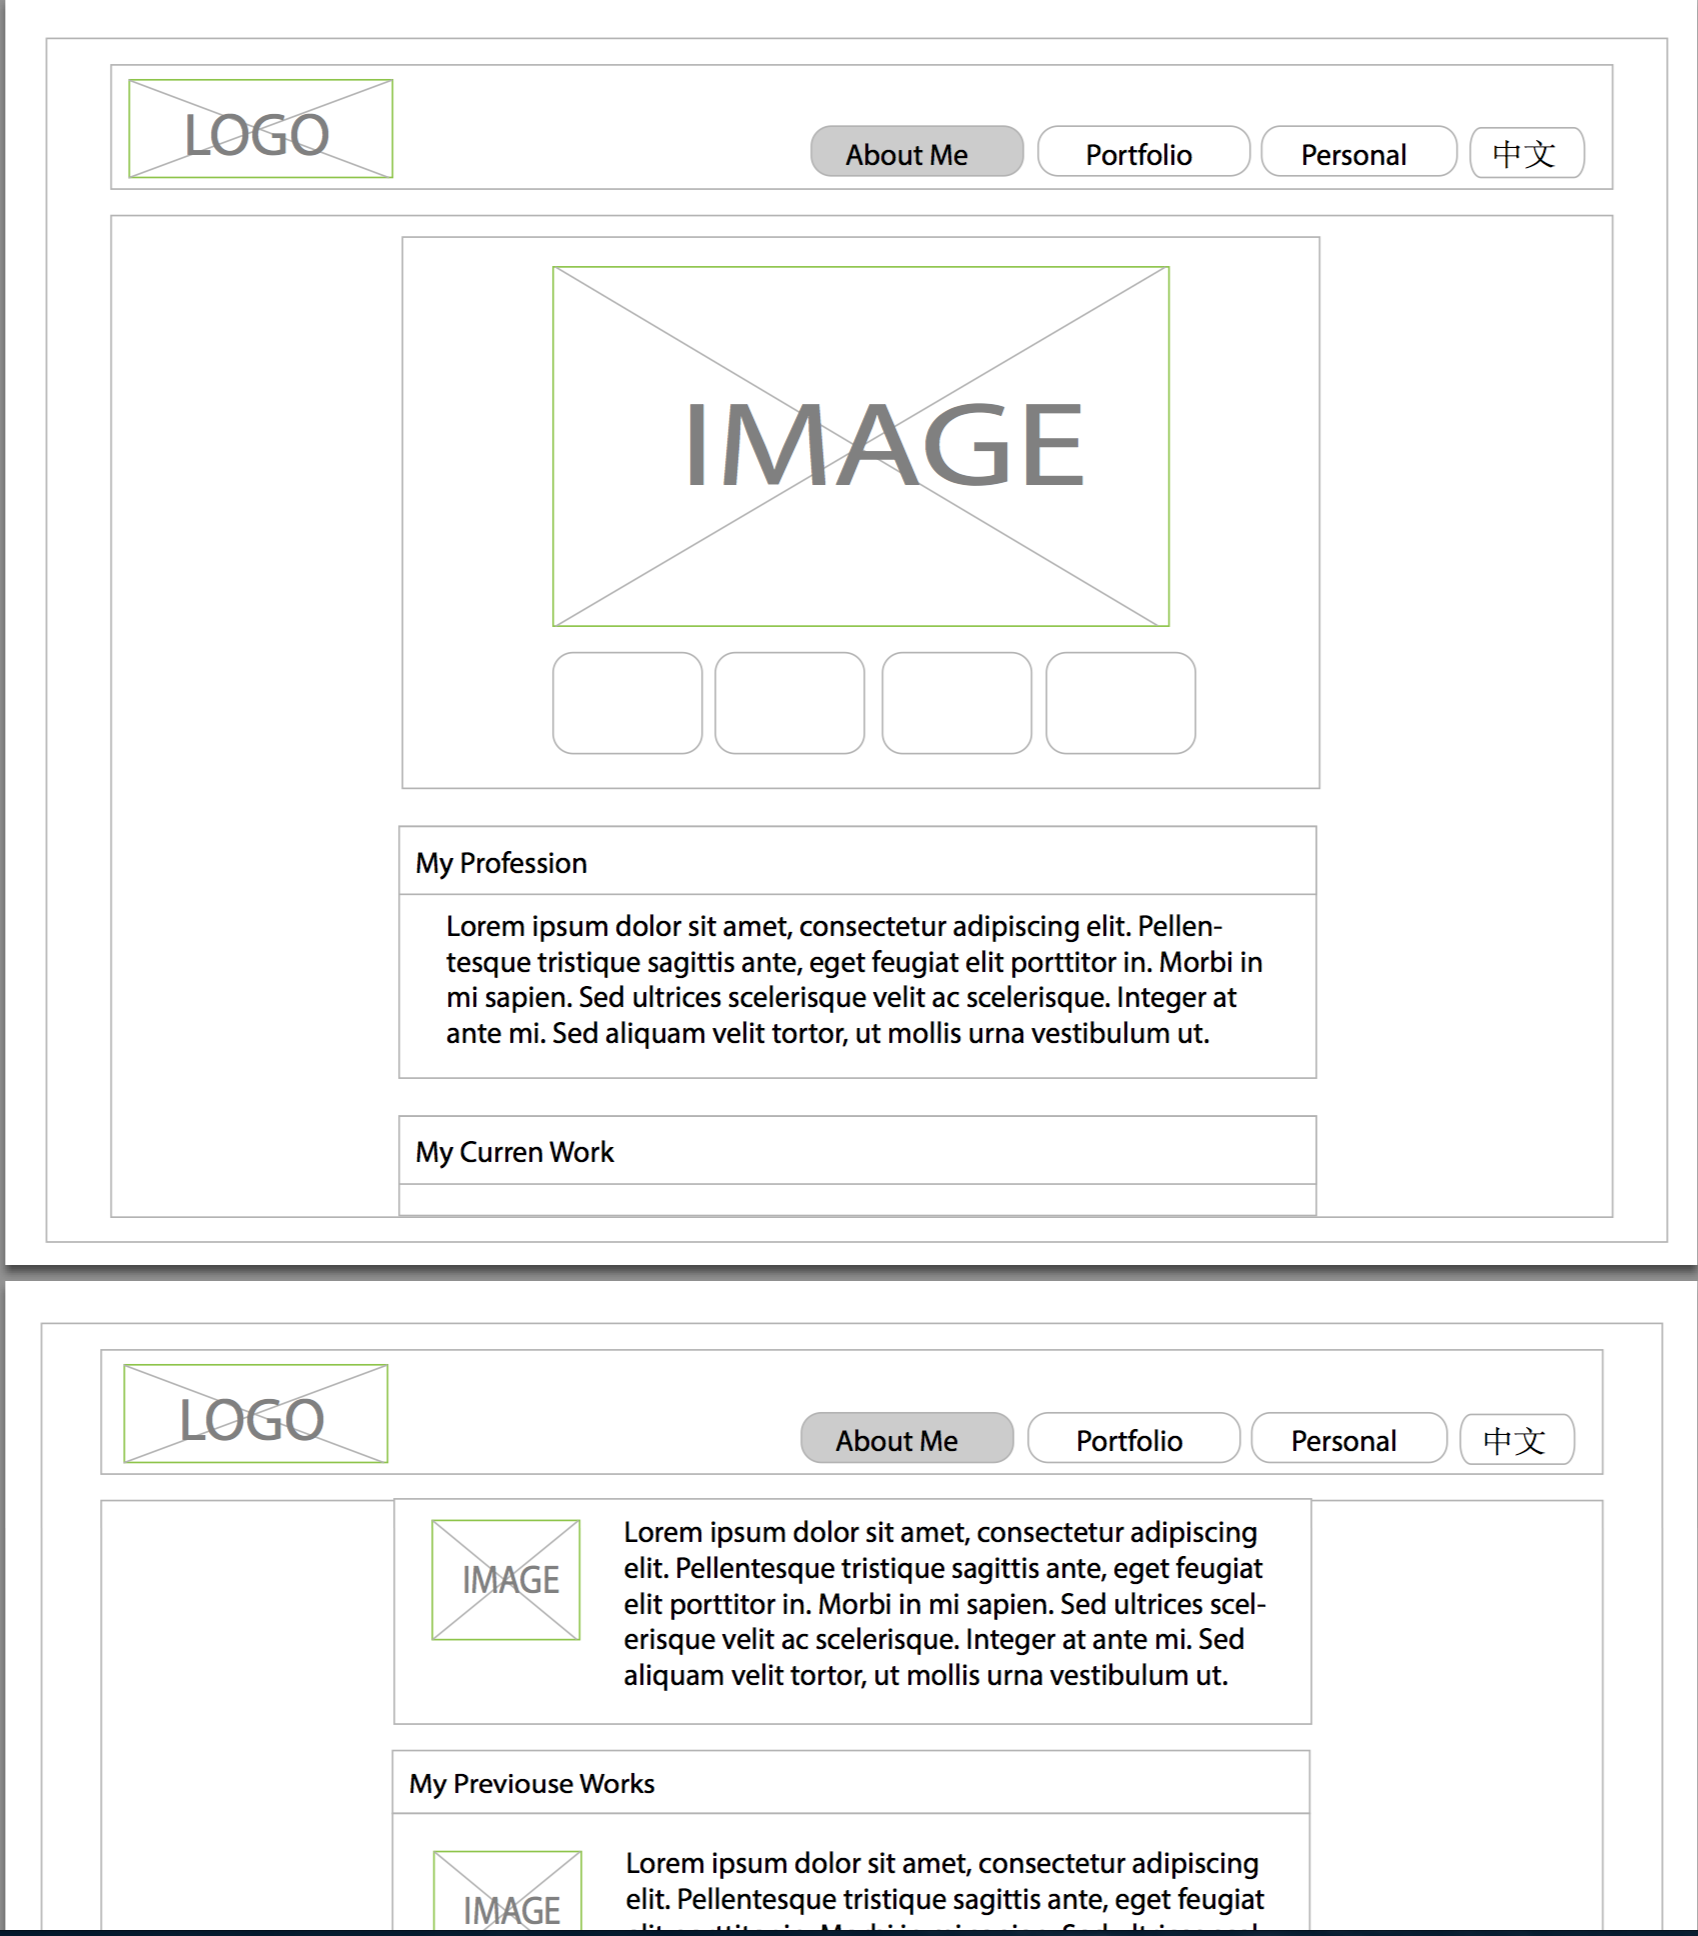 LOGO
About Me
Portfolio
Personal
中文
IMAGE
My Profession
Lorem ipsum dolor sit amet, consectetur adipiscing elit. Pellen-
tesque tristique sagittis ante, eget feugiat elit porttitor in. Morbi in
mi sapien. Sed ultrices scelerisque velit ac scelerisque. Integer at
ante mi. Sed aliquam velit tortor, ut mollis urna vestibulum ut.
My Curren Work
LOGO
About Me
Portfolio
Personal
中文
IMAGE
Lorem ipsum dolor sit amet, consectetur adipiscing
elit. Pellentesque tristique sagittis ante, eget feugiat
elit porttitor in. Morbi in mi sapien. Sed ultrices scel-
erisque velit ac scelerisque. Integer at ante mi. Sed
aliquam velit tortor, ut mollis urna vestibulum ut.
My Previouse Works
IMAGE
Lorem ipsum dolor sit amet, consectetur adipiscing
elit. Pellentesque tristique sagittis ante, eget feugiat